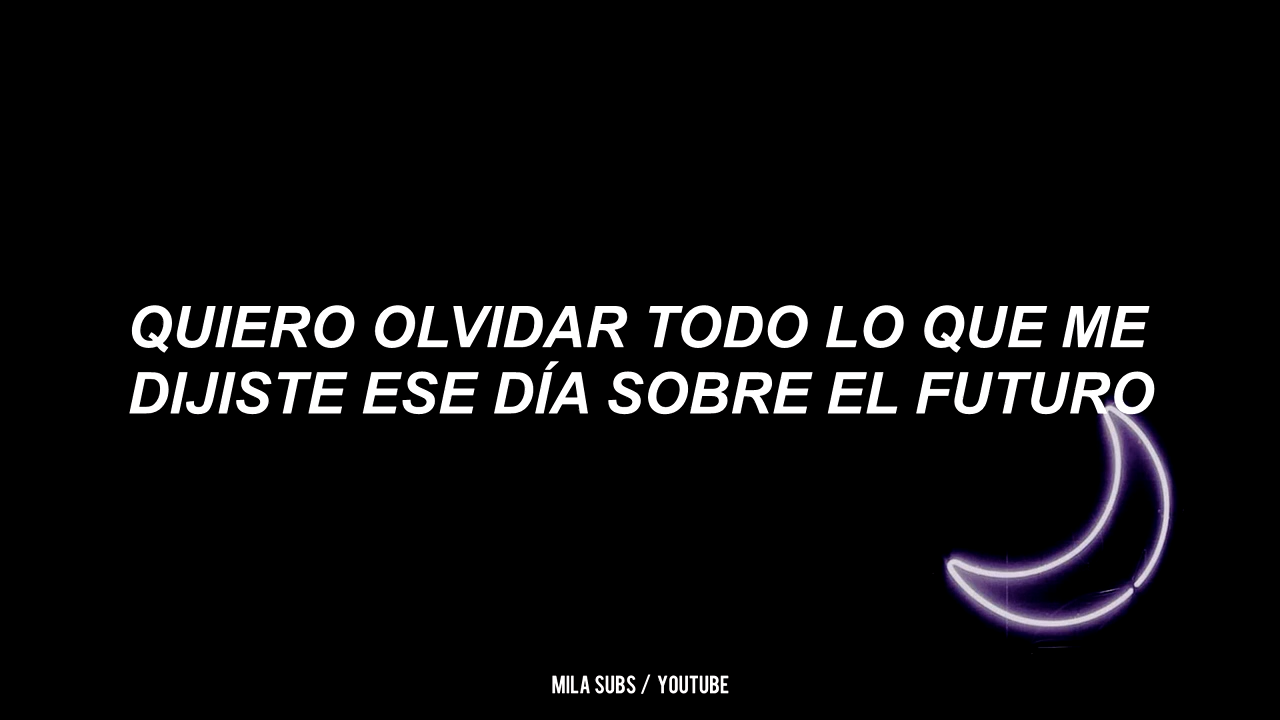 QUIERO OLVIDAR TODO LO QUE ME
DIJISTE ESE DÍA SOBRE EL FUTURO
MILA SUBS / YOUTUBE